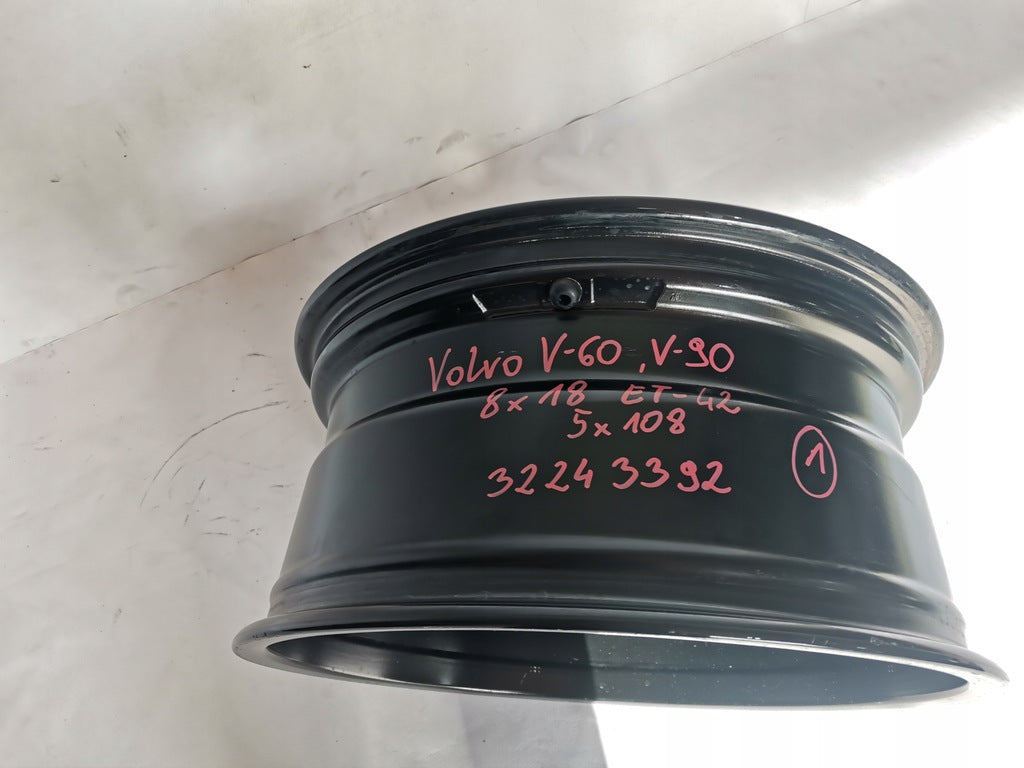 Volvo V-60, V-90
8x18 ET-42
5x108
32243392
1